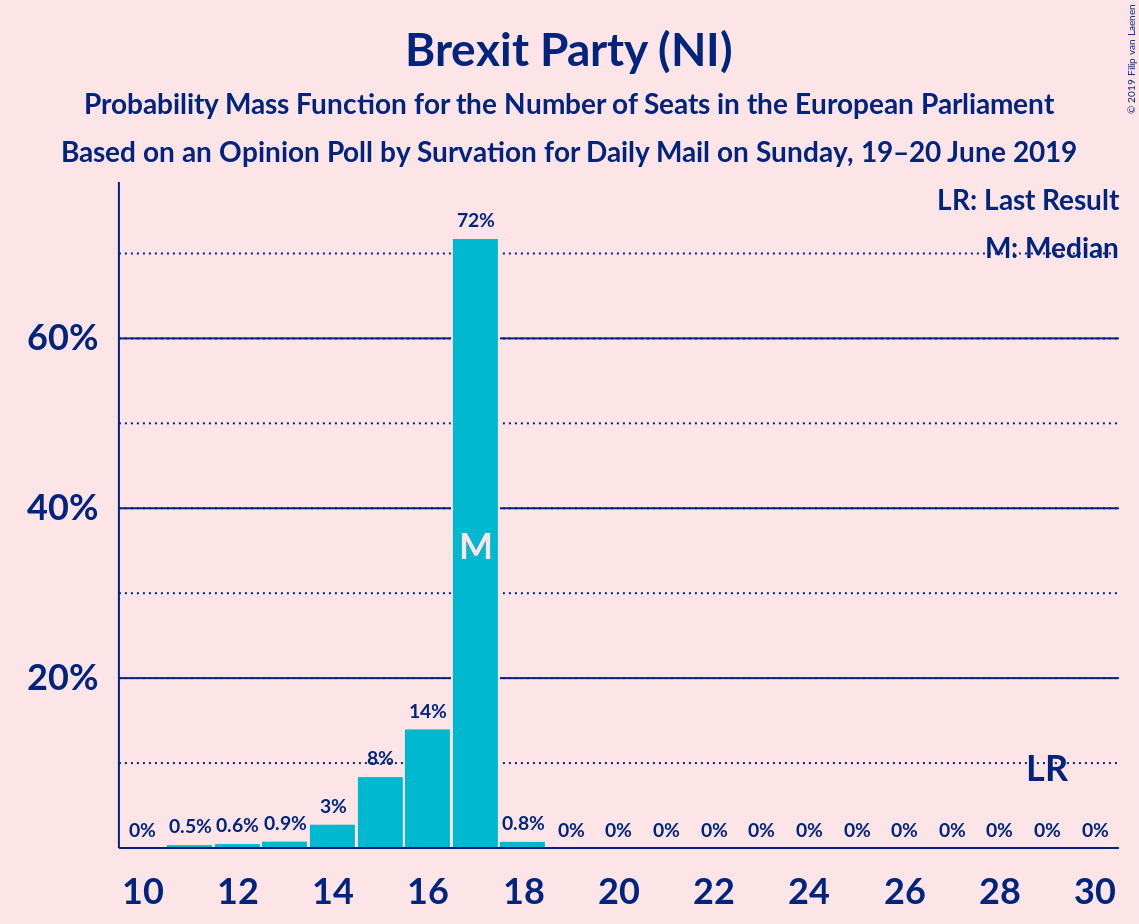 Brexit Party (NI)
Probability Mass Function for the Number of Seats in the European Parliament
Based on an Opinion Poll by Survation for Daily Mail on Sunday, 19–20 June 2019
© 2019 Filip van Laenen
LR: Last Result
M: Median
72%
60%
40%
M
20%
14%
8%
LR
3%
0% 0.5% 0.6% 0.9% 0.8% 0% 0% 0% 0% 0% 0% 0% 0% 0% 0% 0% 0%
10 12 14 16 18 20 22 24 26 28 30